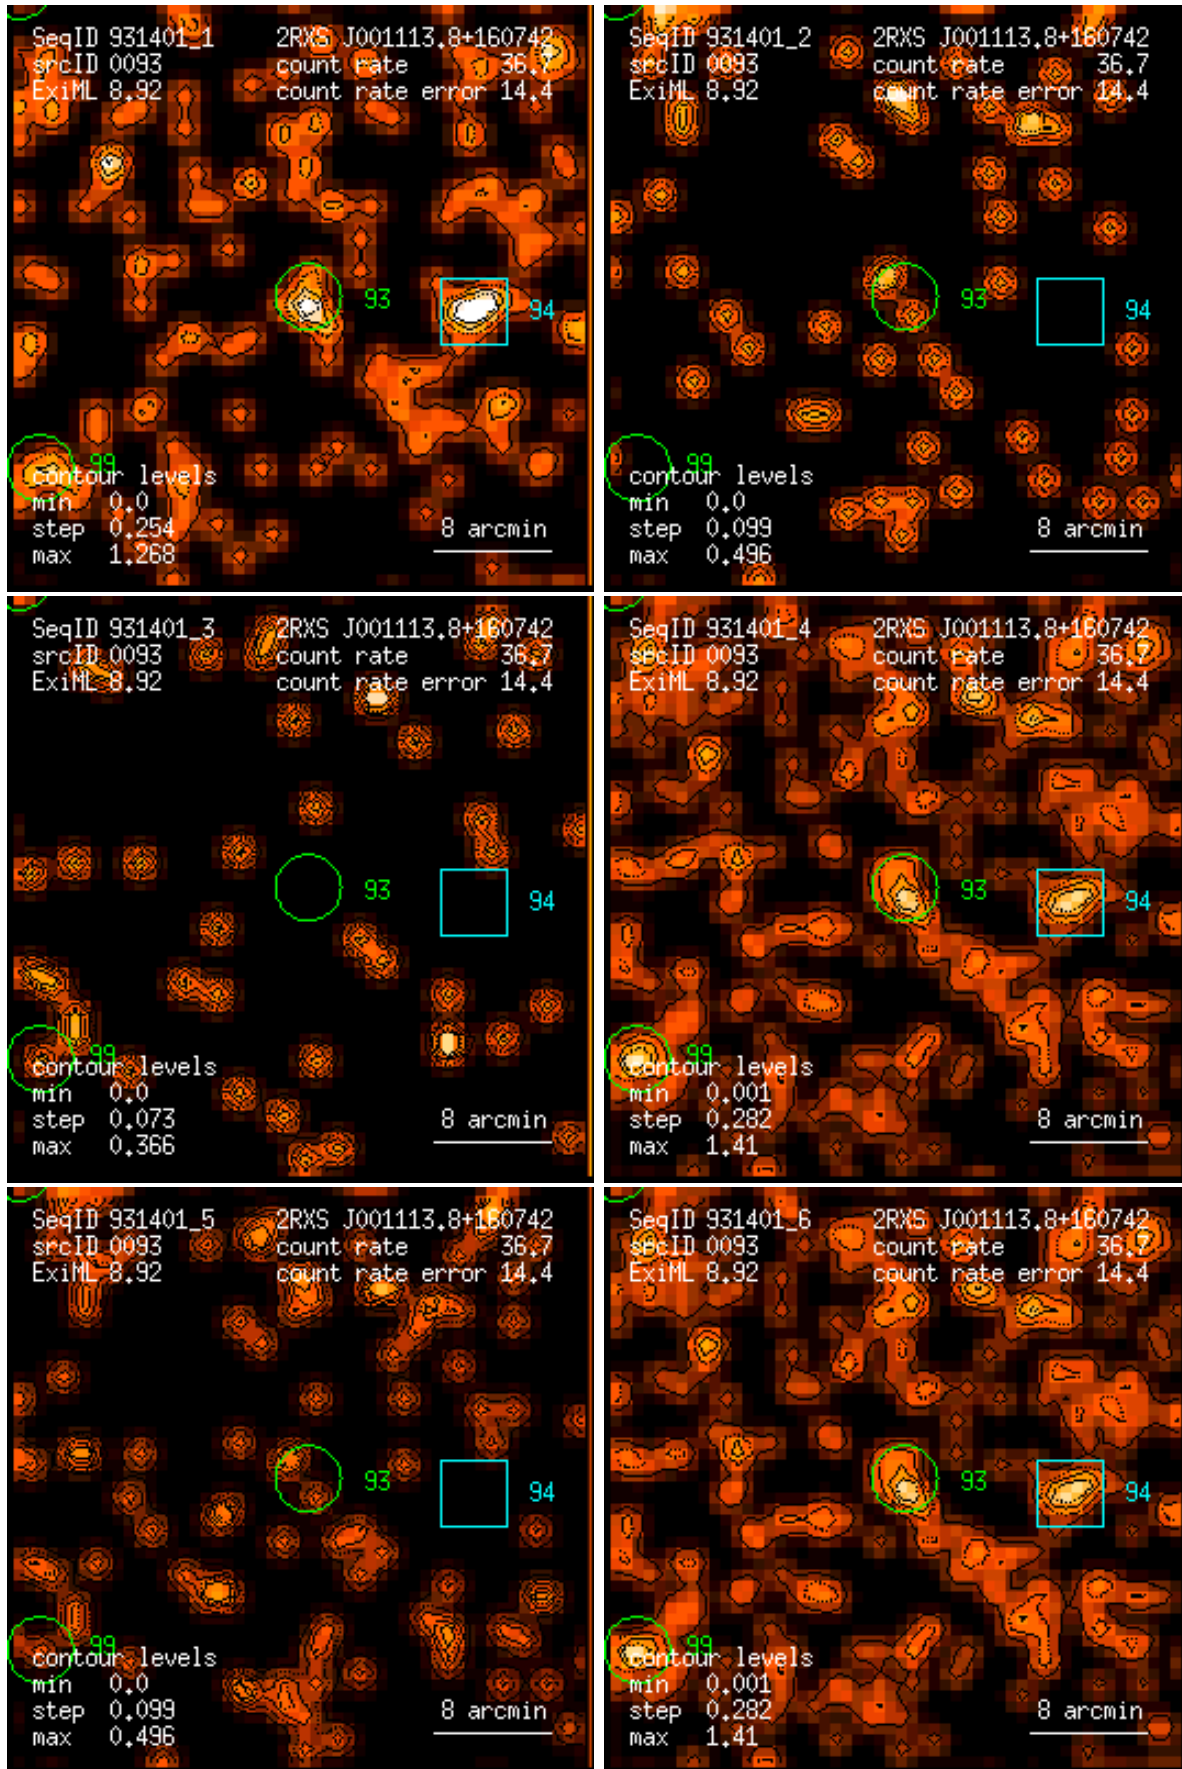 SeqID 931401_1 2RXS J001113.8+160742
srcID 0093 count rate 36.7
ExiML 8.92 count rate error 14.4
93
94
99
contour levels
min 0.0
step 0.254
max 1.268
8 arcmin
SeqID 931401_2 2RXS J001113.8+160742
srcID 0093 count rate 36.7
ExiML 8.92 count rate error 14.4
93
94
99
contour levels
min 0.0
step 0.099
max 0.496
8 arcmin
SeqID 931401_3 2RXS J001113.8+160742
srcID 0093 count rate 36.7
ExiML 8.92 count rate error 14.4
93
94
99
contour levels
min 0.0
step 0.073
max 0.366
8 arcmin
SeqID 931401_4 2RXS J001113.8+160742
srcID 0093 count rate 36.7
ExiML 8.92 count rate error 14.4
93
94
99
contour levels
min 0.001
step 0.282
max 1.41
8 arcmin
SeqID 931401_5 2RXS J001113.8+160742
srcID 0093 count rate 36.7
ExiML 8.92 count rate error 14.4
93
94
99
contour levels
min 0.0
step 0.099
max 0.496
8 arcmin
SeqID 931401_6 2RXS J001113.8+160742
srcID 0093 count rate 36.7
ExiML 8.92 count rate error 14.4
93
94
99
contour levels
min 0.001
step 0.282
max 1.41
8 arcmin